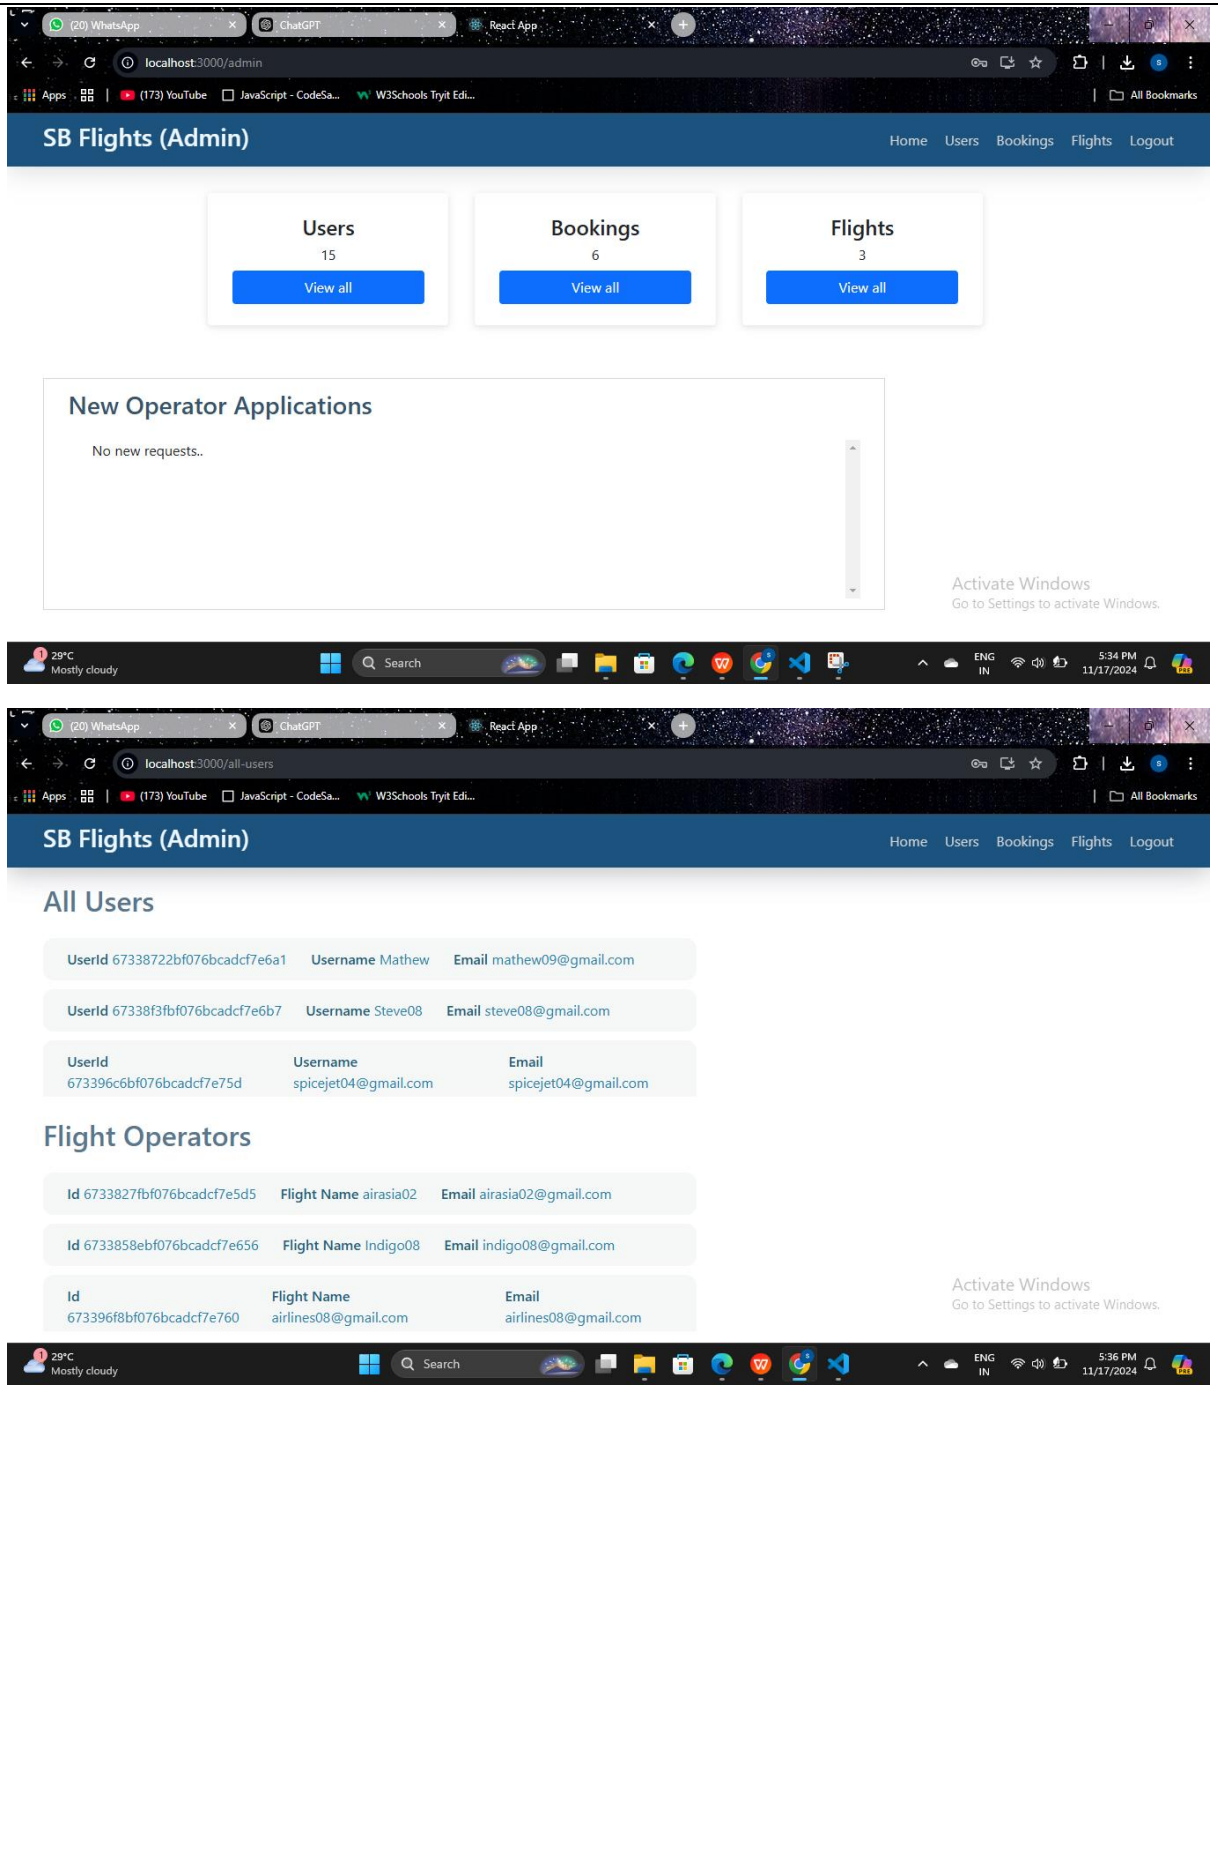 (20) WhatsApp
ChatGPT
React App
localhost:3000/admin
Apps
(173) YouTube
JavaScript - CodeSa...
W3Schools Tryit Edi...
All Bookmarks
SB Flights (Admin)
Home Users Bookings Flights Logout
Users
15
View all
Bookings
6
View all
Flights
3
View all
New Operator Applications
No new requests..
Activate Windows
Go to Settings to activate Windows.
1
29°C
Mostly cloudy
Search
ENG
IN
5:34 PM
11/17/2024
PRE
(20) WhatsApp
ChatGPT
React App
localhost:3000/all-users
Apps
(173) YouTube
JavaScript - CodeSa...
W3Schools Tryit Edi...
All Bookmarks
SB Flights (Admin)
Home Users Bookings Flights Logout
All Users
UserId 67338722bf076bcadcf7e6a1 Username Mathew Email mathew09@gmail.com
UserId 67338f3fbf076bcadcf7e6b7 Username Steve08 Email steve08@gmail.com
UserId Username Email
673396c6bf076bcadcf7e75d spicejet04@gmail.com spicejet04@gmail.com
Flight Operators
Id 6733827fbf076bcadcf7e5d5 Flight Name airasia02 Email airasia02@gmail.com
Id 6733858ebf076bcadcf7e656 Flight Name Indigo08 Email indigo08@gmail.com
Id Flight Name Email
673396f8bf076bcadcf7e760 airlines08@gmail.com airlines08@gmail.com
Activate Windows
Go to Settings to activate Windows.
1
29°C
Mostly cloudy
Search
ENG
IN
5:36 PM
11/17/2024
PRE